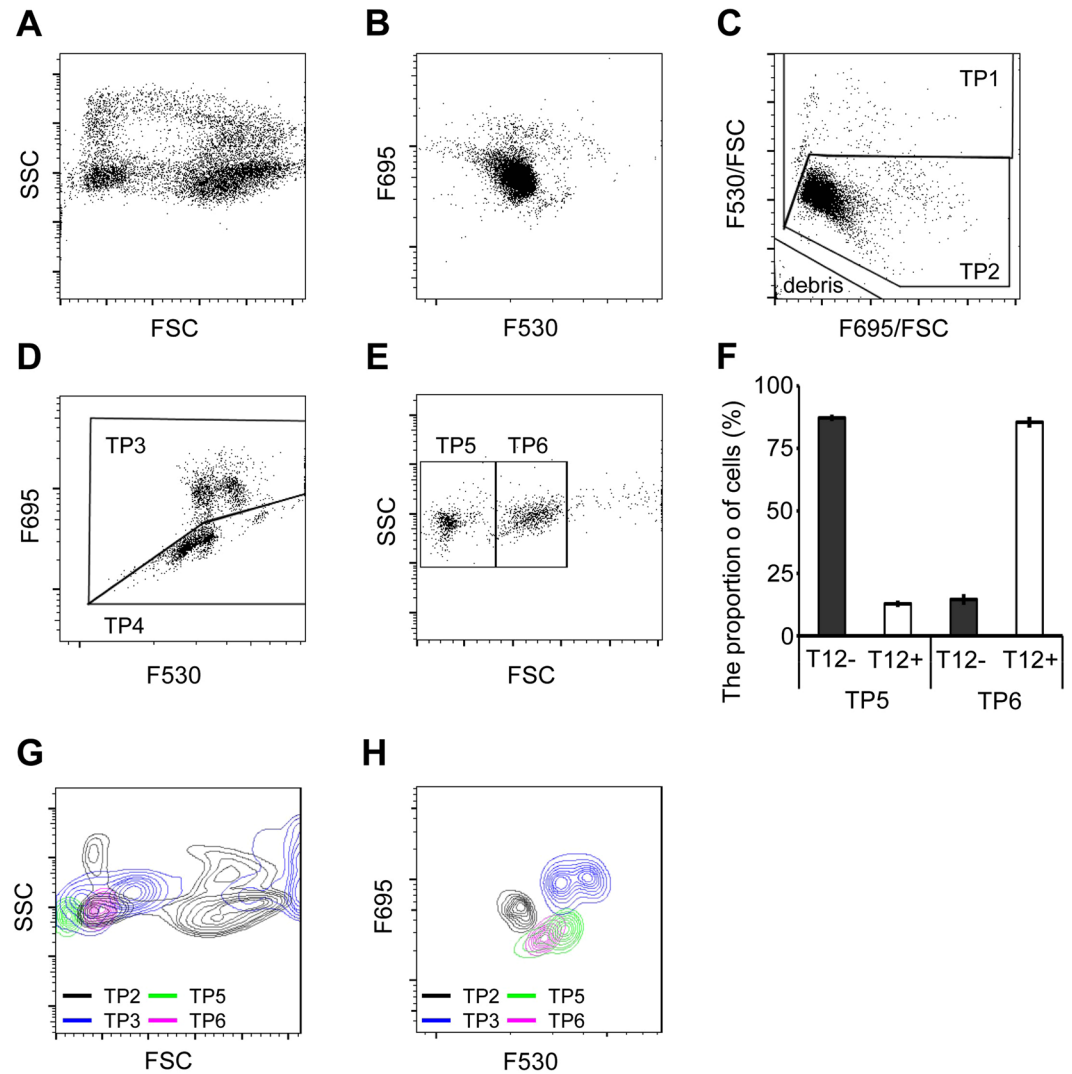 A
B
C
SSC
FSC
F695
F530
F530/FSC
TP1
TP2
debris
F695/FSC
D
E
F
F695
TP3
TP4
F530
SSC
TP5 TP6
FSC
The proportion o of cells (%)
100
75
50
25
0
T12- T12+ T12- T12+
TP5 TP6
G
H
SSC
TP2 TP5
TP3 TP6
FSC
F695
TP2 TP5
TP3 TP6
F530